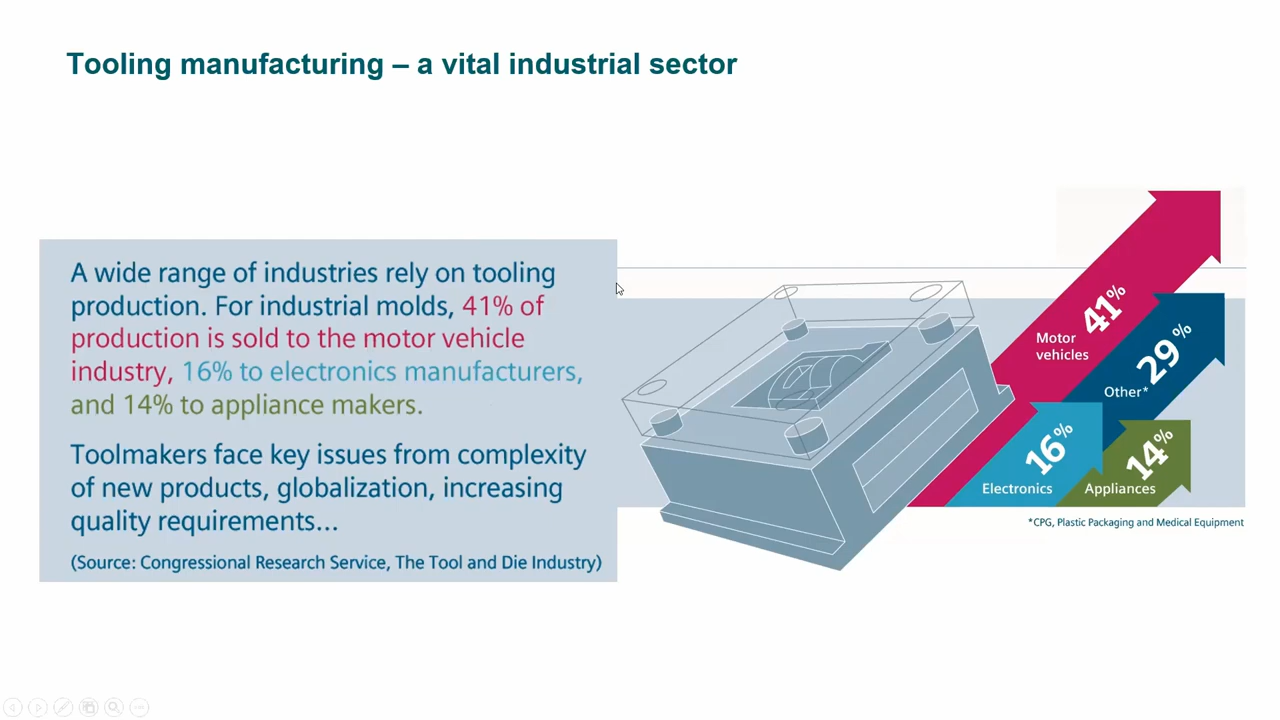 Tooling manufacturing – a vital industrial sector
A wide range of industries rely on tooling
production. For industrial molds, 41% of
production is sold to the motor vehicle
industry, 16% to electronics manufacturers,
and 14% to appliance makers.
Toolmakers face key issues from complexity
of new products, globalization, increasing
quality requirements...
(Source: Congressional Research Service, The Tool and Die Industry)
41%
Motor
vehicles
29%
Other*
16%
Electronics
14%
Appliances
*CPG, Plastic Packaging and Medical Equipment